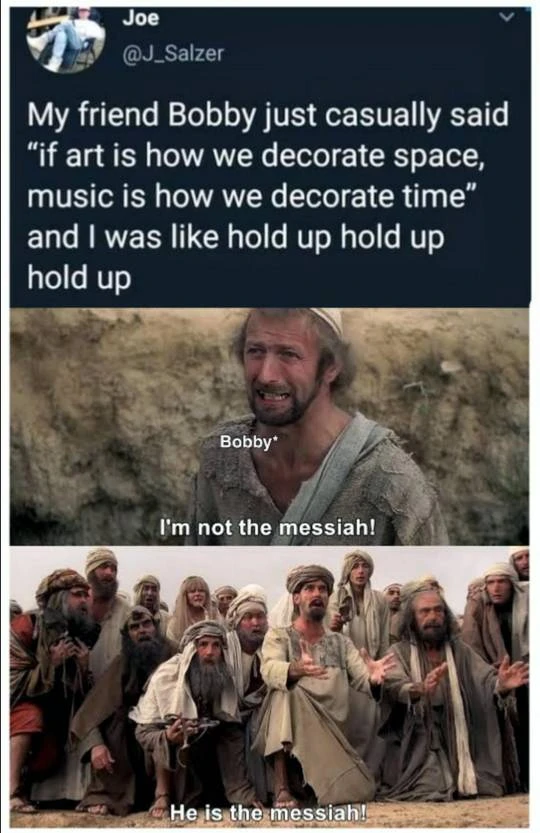 Joe
@J_Salzer
My friend Bobby just casually said
“if art is how we decorate space,
music is how we decorate time”
and I was like hold up hold up
hold up
Bobby*
I'm not the messiah!
He is the messiah!